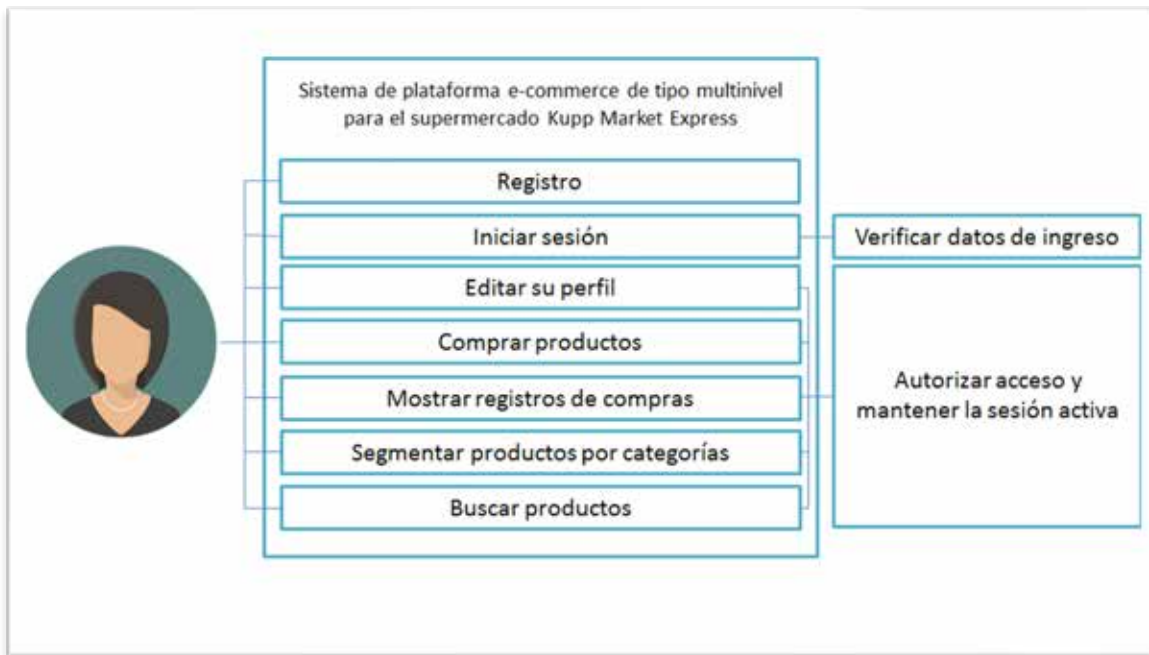 Sistema de plataforma e-commerce de tipo multinivel
para el supermercado Kupp Market Express
Registro
Iniciar sesión
Verificar datos de ingreso
Editar su perfil
Comprar productos
Mostrar registros de compras
Autorizar acceso y
mantener la sesión activa
Segmentar productos por categorías
Buscar productos